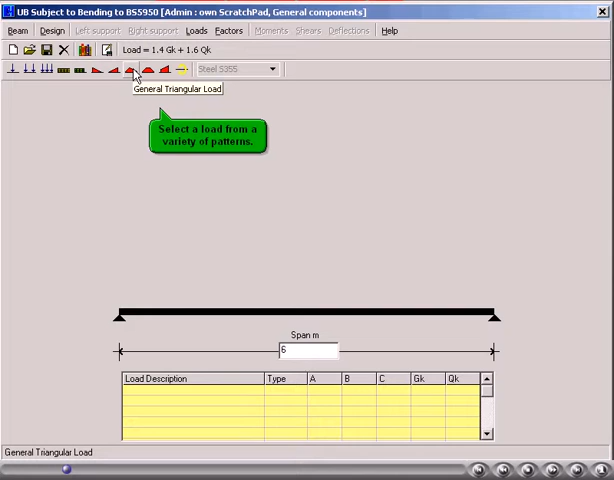 UB Subject to Bending to BS5950 [Admin : own ScratchPad, General components]
Beam Design Left support Right support Loads Factors Moments Shears Deflections Help
Load = 1.4 Gk + 1.6 Qk
Steel S355
General Triangular Load
Select a load from a
variety of patterns.
Span m
6
Load Description Type A B C Gk Qk
General Triangular Load